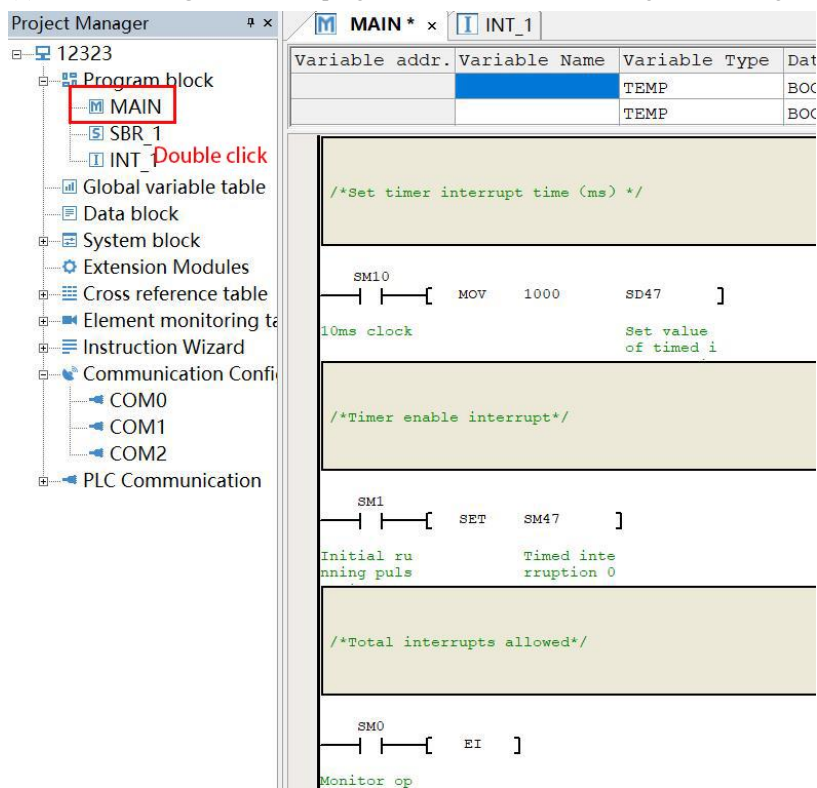 Project Manager
MAIN * × INT_1
12323
Program block
MAIN
SBR_1
INT_1
Double click
Global variable table
Data block
System block
Extension Modules
Cross reference table
Element monitoring ta
Instruction Wizard
Communication Confi
COM0
COM1
COM2
PLC Communication
Variable addr. Variable Name Variable Type Dat
TEMP BOO
TEMP BOO
/*Set timer interrupt time (ms) */
SM10
MOV 1000 SD47 ]
10ms clock Set value
of timed i
/*Timer enable interrupt*/
SM1
[ SET SM47 ]
Initial ru Timed inte
nning puls rruption 0
/*Total interrupts allowed*/
SM0
[ EI ]
Monitor op